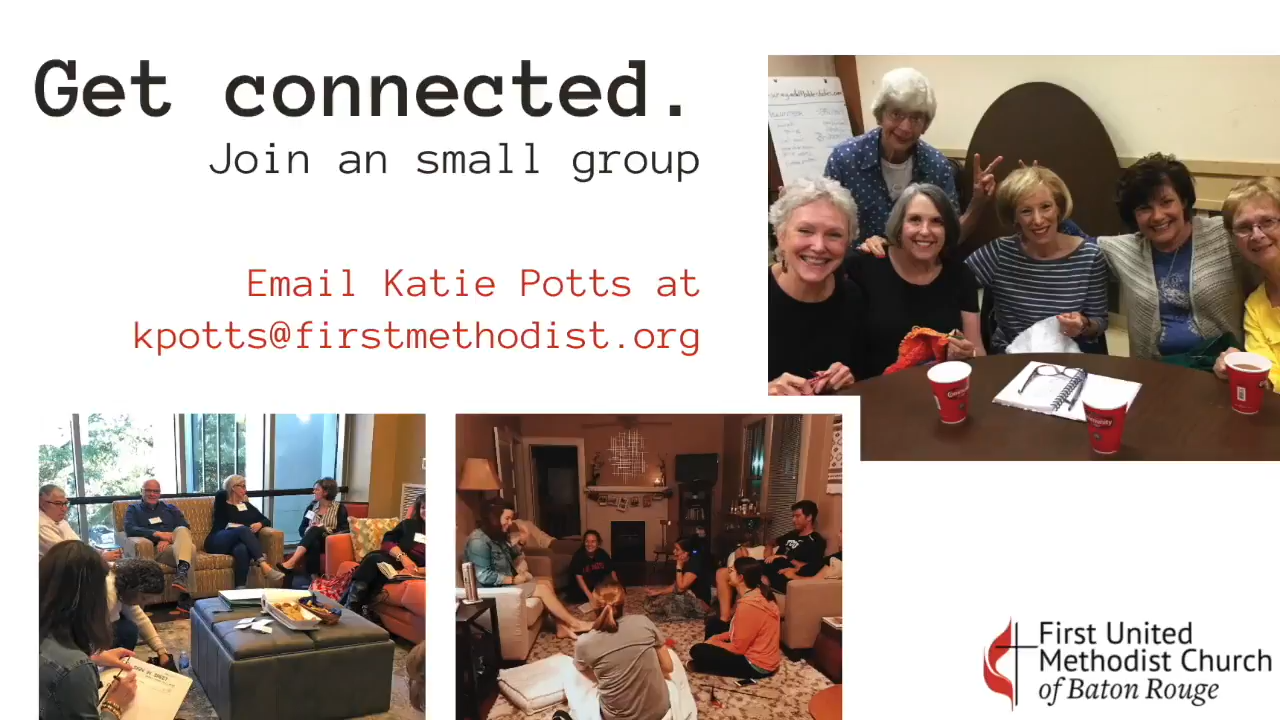 Get connected.
Join an small group
Email Katie Potts at
kpotts@firstmethodist.org
First United
Methodist Church
of Baton Rouge